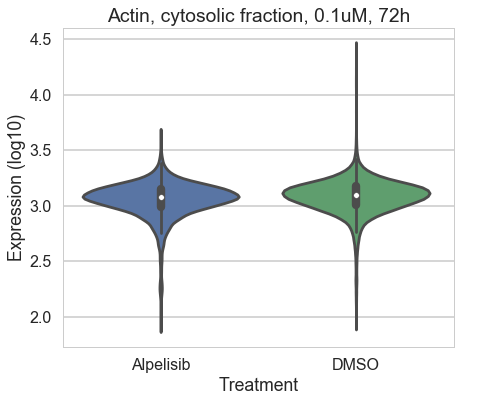 Actin, cytosolic fraction, 0.1uM, 72h
4.5
4.0
3.5
3.0
2.5
2.0
Expression (log10)
Alpelisib
DMSO
Treatment